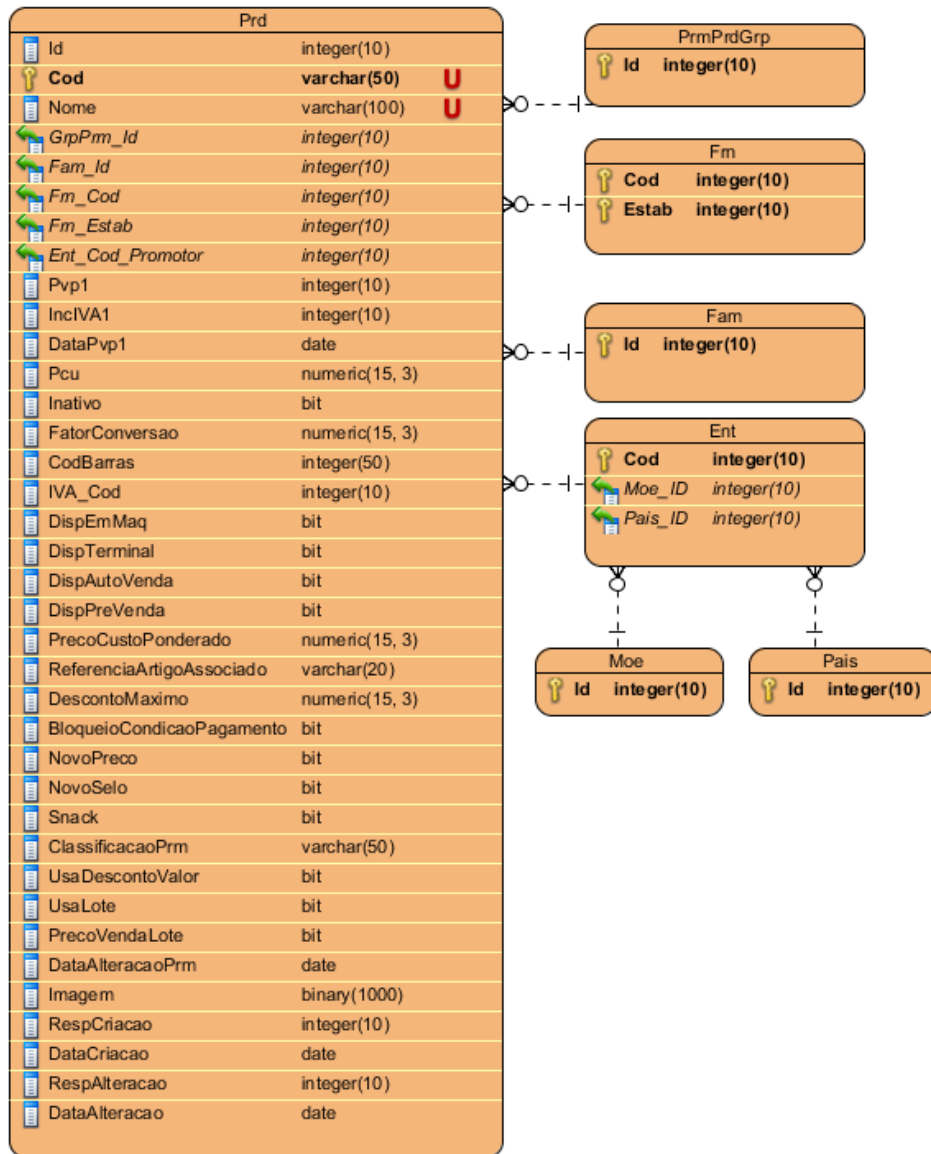 Prd
Id integer(10)
Cod varchar(50) U
Nome varchar(100) U
GrpPrm_Id integer(10)
Fam_Id integer(10)
Frn_Cod integer(10)
Frn_Estab integer(10)
Ent_Cod_Promotor integer(10)
Pvp1 integer(10)
IncIVA1 integer(10)
DataPvp1 date
Pcu numeric(15, 3)
Inativo bit
FatorConversao numeric(15, 3)
CodBarras integer(50)
IVA_Cod integer(10)
DispEmMaq bit
DispTerminal bit
DispAutoVenda bit
DispPreVenda bit
PrecoCustoPonderado numeric(15, 3)
ReferenciaArtigoAssociado varchar(20)
DescontoMaximo numeric(15, 3)
BloqueioCondicaoPagamento bit
NovoPreco bit
NovoSelo bit
Snack bit
ClassificacaoPrm varchar(50)
UsaDescontoValor bit
UsaLote bit
PrecoVendaLote bit
DataAlteracaoPrm date
Imagem binary(1000)
RespCriacao integer(10)
DataCriacao date
RespAlteracao integer(10)
DataAlteracao date
PrmPrdGrp
Id integer(10)
Frn
Cod integer(10)
Estab integer(10)
Fam
Id integer(10)
Ent
Cod integer(10)
Moe_ID integer(10)
Pais_ID integer(10)
Moe
Id integer(10)
Pais
Id integer(10)